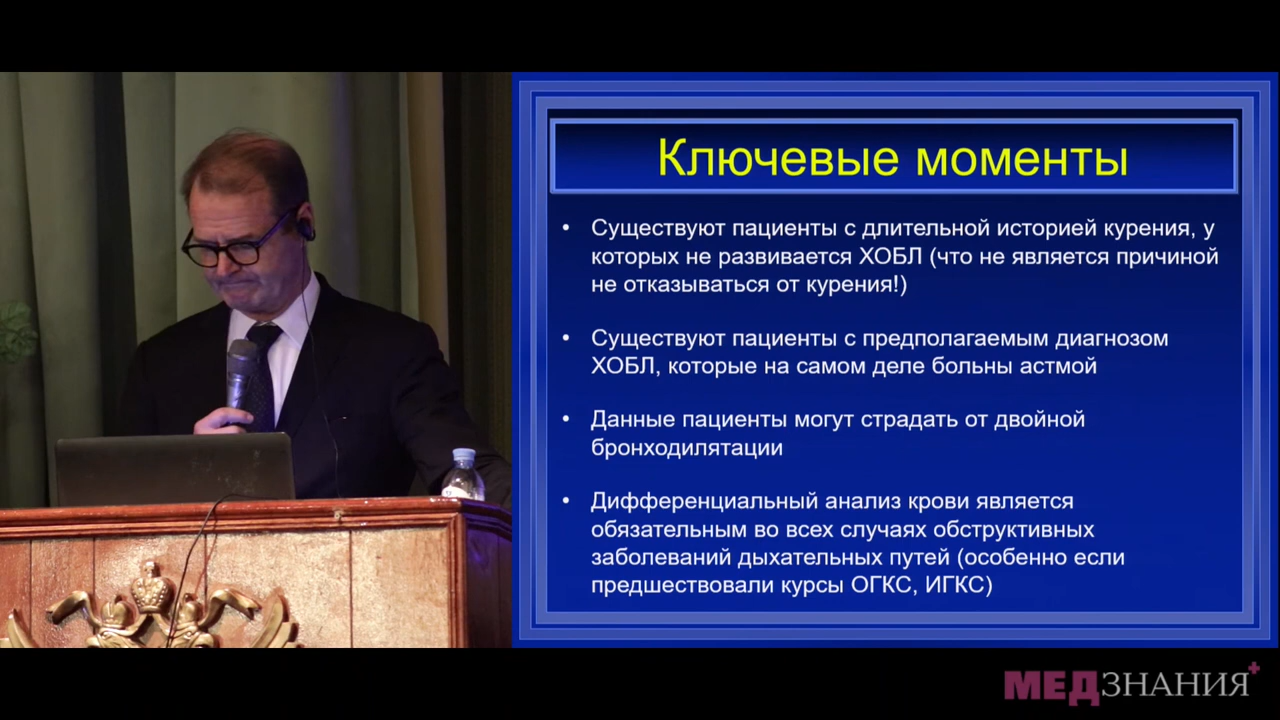 Ключевые моменты
• Существуют пациенты с длительной историей курения, у
которых не развивается ХОБЛ (что не является причиной
не отказываться от курения!)
• Существуют пациенты с предполагаемым диагнозом
ХОБЛ, которые на самом деле больны астмой
• Данные пациенты могут страдать от двойной
бронходилятации
• Дифференциальный анализ крови является
обязательным во всех случаях обструктивных
заболеваний дыхательных путей (особенно если
предшествовали курсы ОГКС, ИГКС)
МЕДЗНАНИЯ+